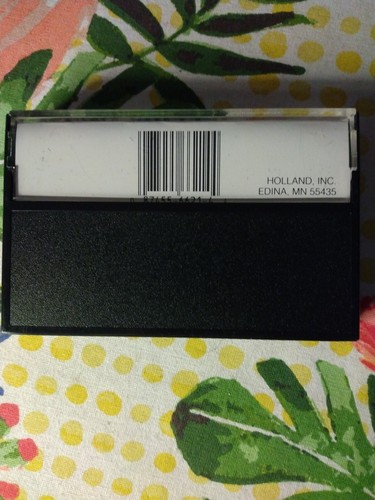 HOLLAND, INC.
EDINA, MN 55435